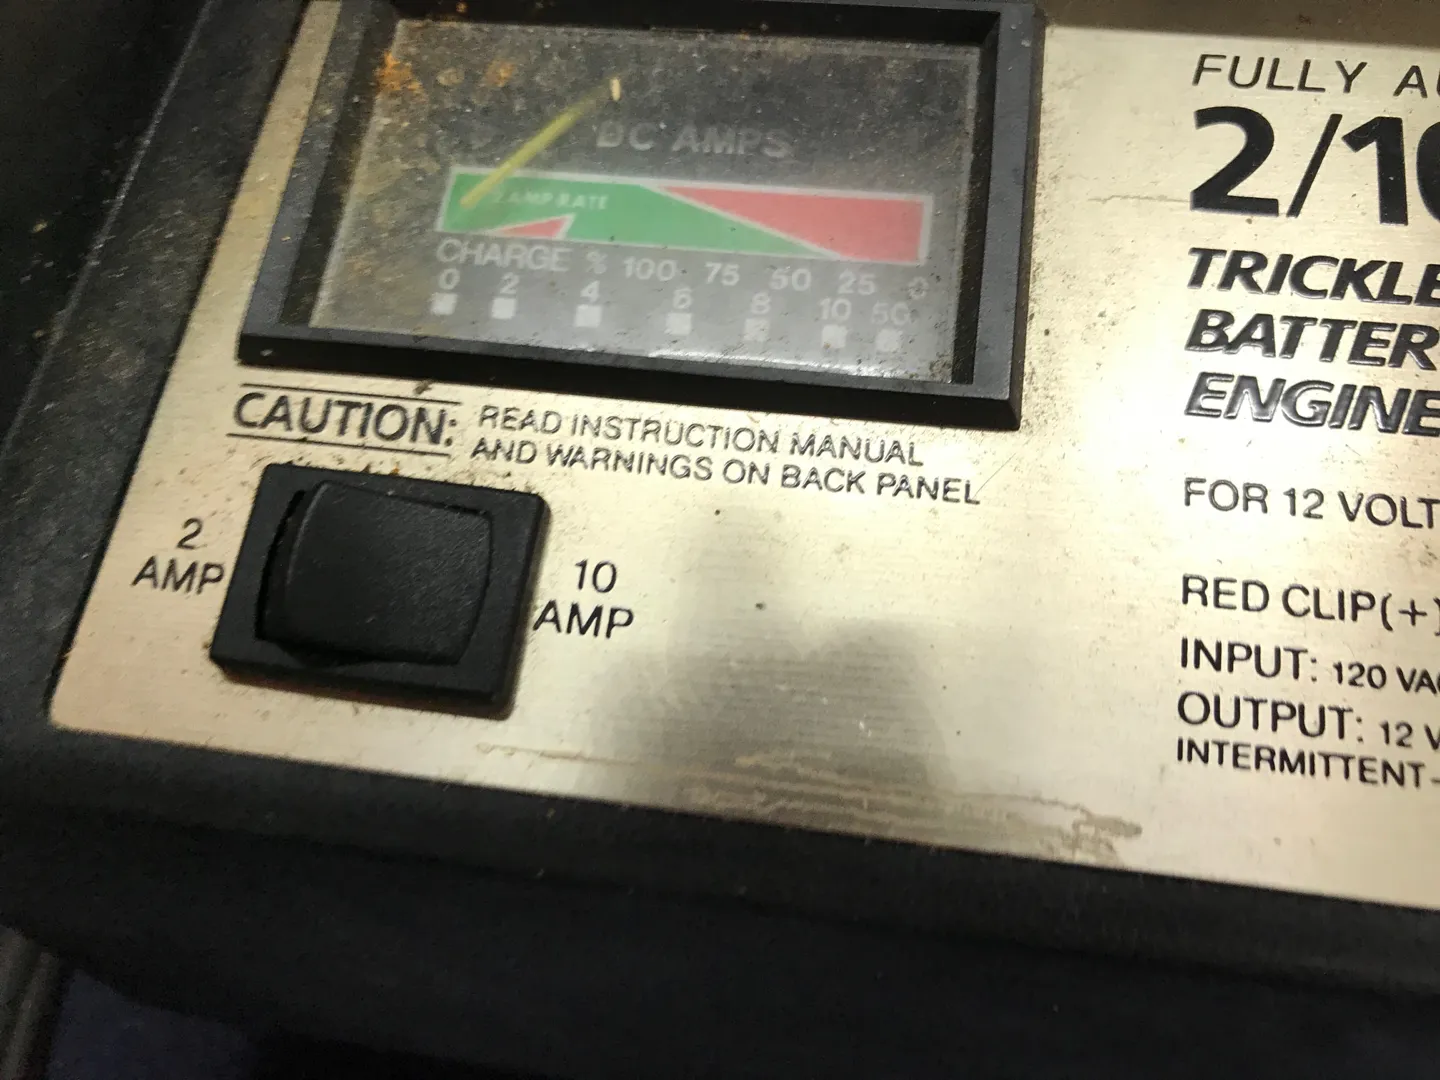 DC AMPS
2 AMP RATE
CHARGE % 100 75 50 25 0
0 2 4 6 8 10 50
CAUTION: READ INSTRUCTION MANUAL
AND WARNINGS ON BACK PANEL
2
AMP
10
AMP
FULLY AU
2/10
TRICKLE
BATTER
ENGINE
FOR 12 VOLT
RED CLIP(+)
INPUT: 120 VAC
OUTPUT: 12 V
INTERMITTENT-